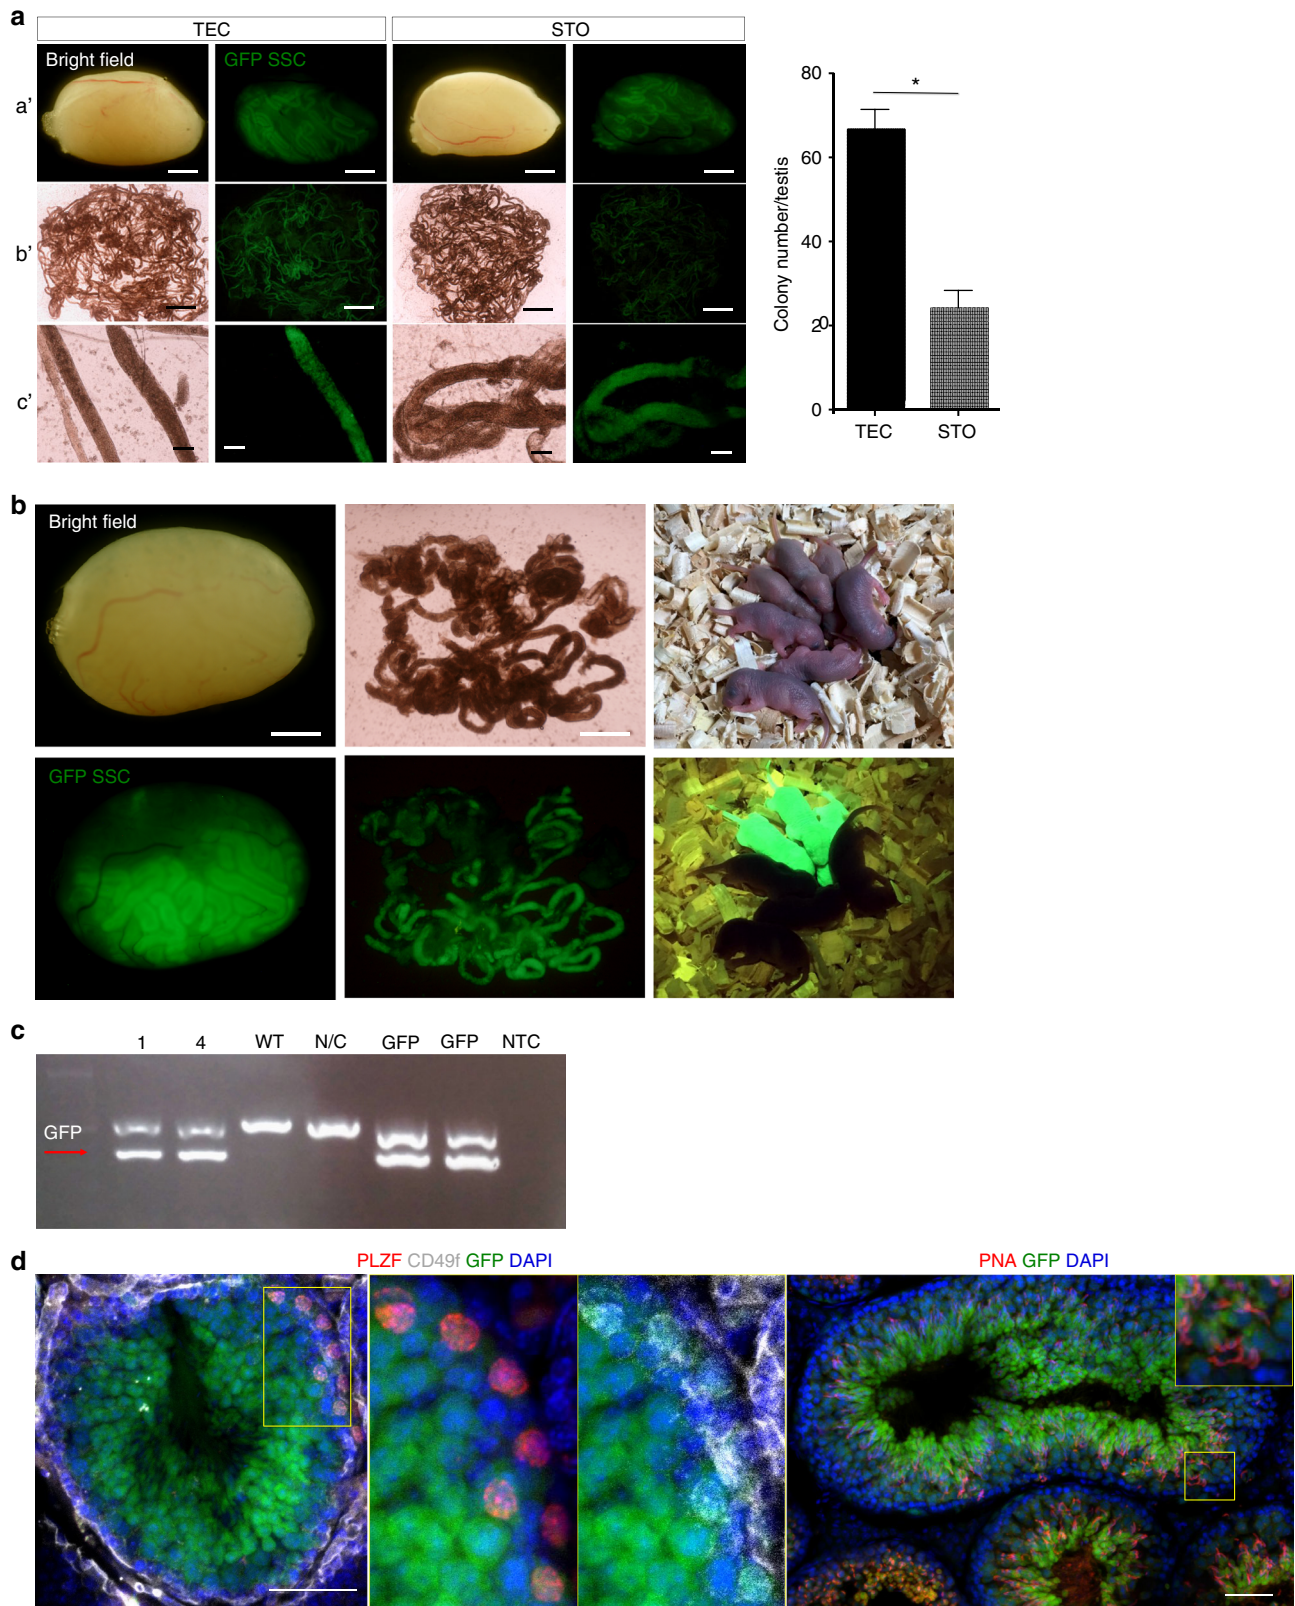 a
TEC
STO
Bright field
GFP SSC
a’
b’
c’
80
60
40
20
0
Colony number/testis
*
TEC
STO
b
Bright field
GFP SSC
c
1
4
WT
N/C
GFP
GFP
NTC
GFP
d
PLZF CD49f GFP DAPI
PNA GFP DAPI